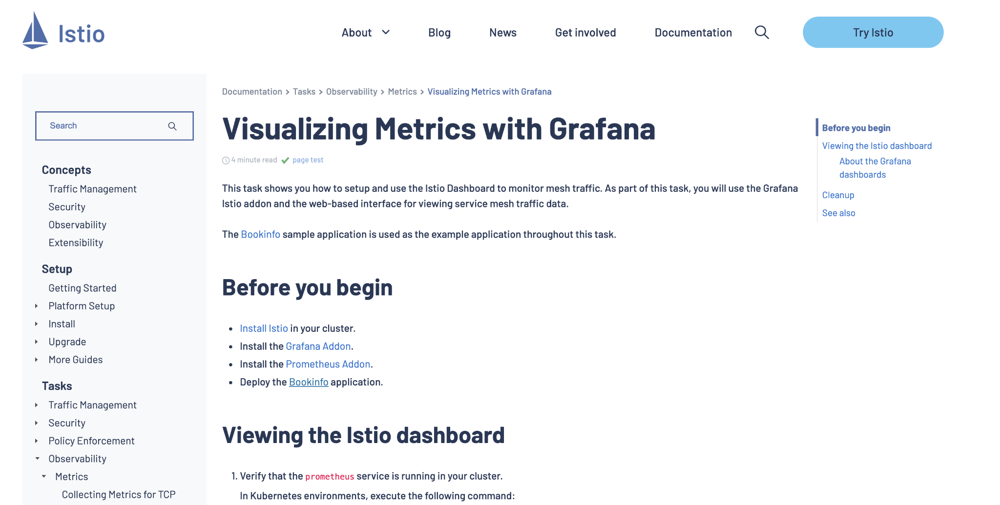 Istio
About
Blog
News
Get involved
Documentation
Try Istio
Search
Concepts
Traffic Management
Security
Observability
Extensibility
Setup
Getting Started
Platform Setup
Install
Upgrade
More Guides
Tasks
Traffic Management
Security
Policy Enforcement
Observability
Metrics
Collecting Metrics for TCP
Documentation > Tasks > Observability > Metrics > Visualizing Metrics with Grafana
Visualizing Metrics with Grafana
4 minute read ✔ page test
This task shows you how to setup and use the Istio Dashboard to monitor mesh traffic. As part of this task, you will use the Grafana
Istio addon and the web-based interface for viewing service mesh traffic data.
The Bookinfo sample application is used as the example application throughout this task.
Before you begin
• Install Istio in your cluster.
• Install the Grafana Addon.
• Install the Prometheus Addon.
• Deploy the Bookinfo application.
Viewing the Istio dashboard
1. Verify that the prometheus service is running in your cluster.
In Kubernetes environments, execute the following command:
Before you begin
Viewing the Istio dashboard
About the Grafana
dashboards
Cleanup
See also